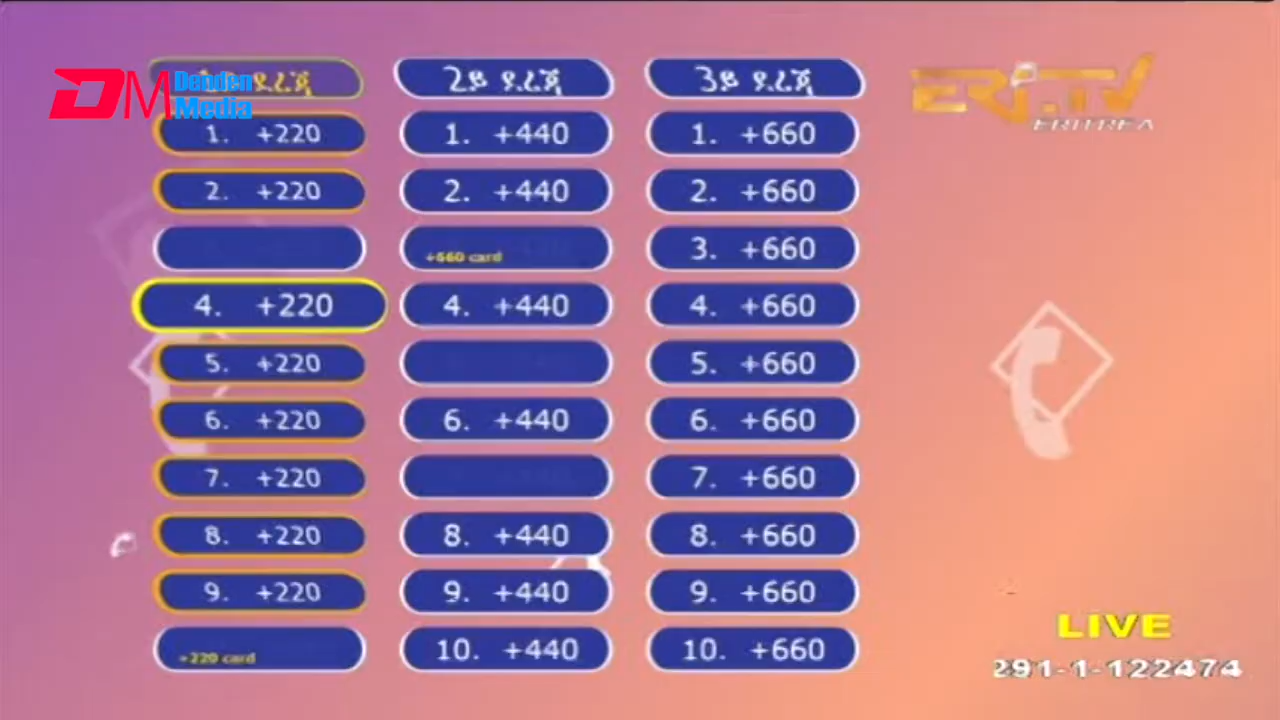 DM Denden Media
ደረጃ
1. +220
2. +220
4. +220
5. +220
6. +220
7. +220
8. +220
9. +220
+220 card
2ይ ደረጃ
1. +440
2. +440
+660 card
4. +440
6. +440
8. +440
9. +440
10. +440
3ይ ደረጃ
1. +660
2. +660
3. +660
4. +660
5. +660
6. +660
7. +660
8. +660
9. +660
10. +660
ERi.TV
ERITREA
LIVE
291-1-122474